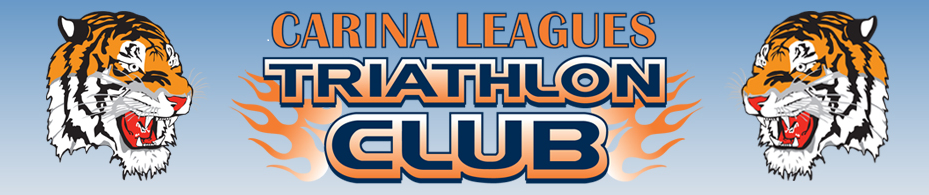 CARINA LEAGUES
TRIATHLON
CLUB